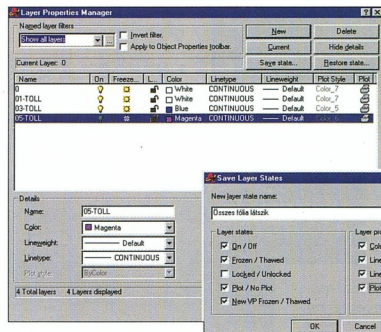 Layer Properties Manager
Named layer filters
Show all layers
...
Invert filter.
Apply to Object Properties toolbar.
New
Delete
Current
Hide details
Current Layer: 0
Save state...
Restore state...
Name On Freeze... L... Color Linetype Lineweight Plot Style Plot
0 White CONTINUOUS Default Color_7
01-TOLL White CONTINUOUS Default Color_7
03-TOLL Blue CONTINUOUS Default Color_5
05-TOLL Magenta CONTINUOUS Default Color_6
Details
Name: 05-TOLL
Color: Magenta
Lineweight: Default
Linetype: CONTINUOUS
Plot style: ByColor
4 Total layers 4 Layers displayed
Save Layer States
New layer state name:
Összes fólia látszik
Layer states
On / Off
Frozen / Thawed
Locked / Unlocked
Plot / No Plot
New VP Frozen / Thawed
Layer pro
Colo
Line
Line
Plot
OK
Cancel